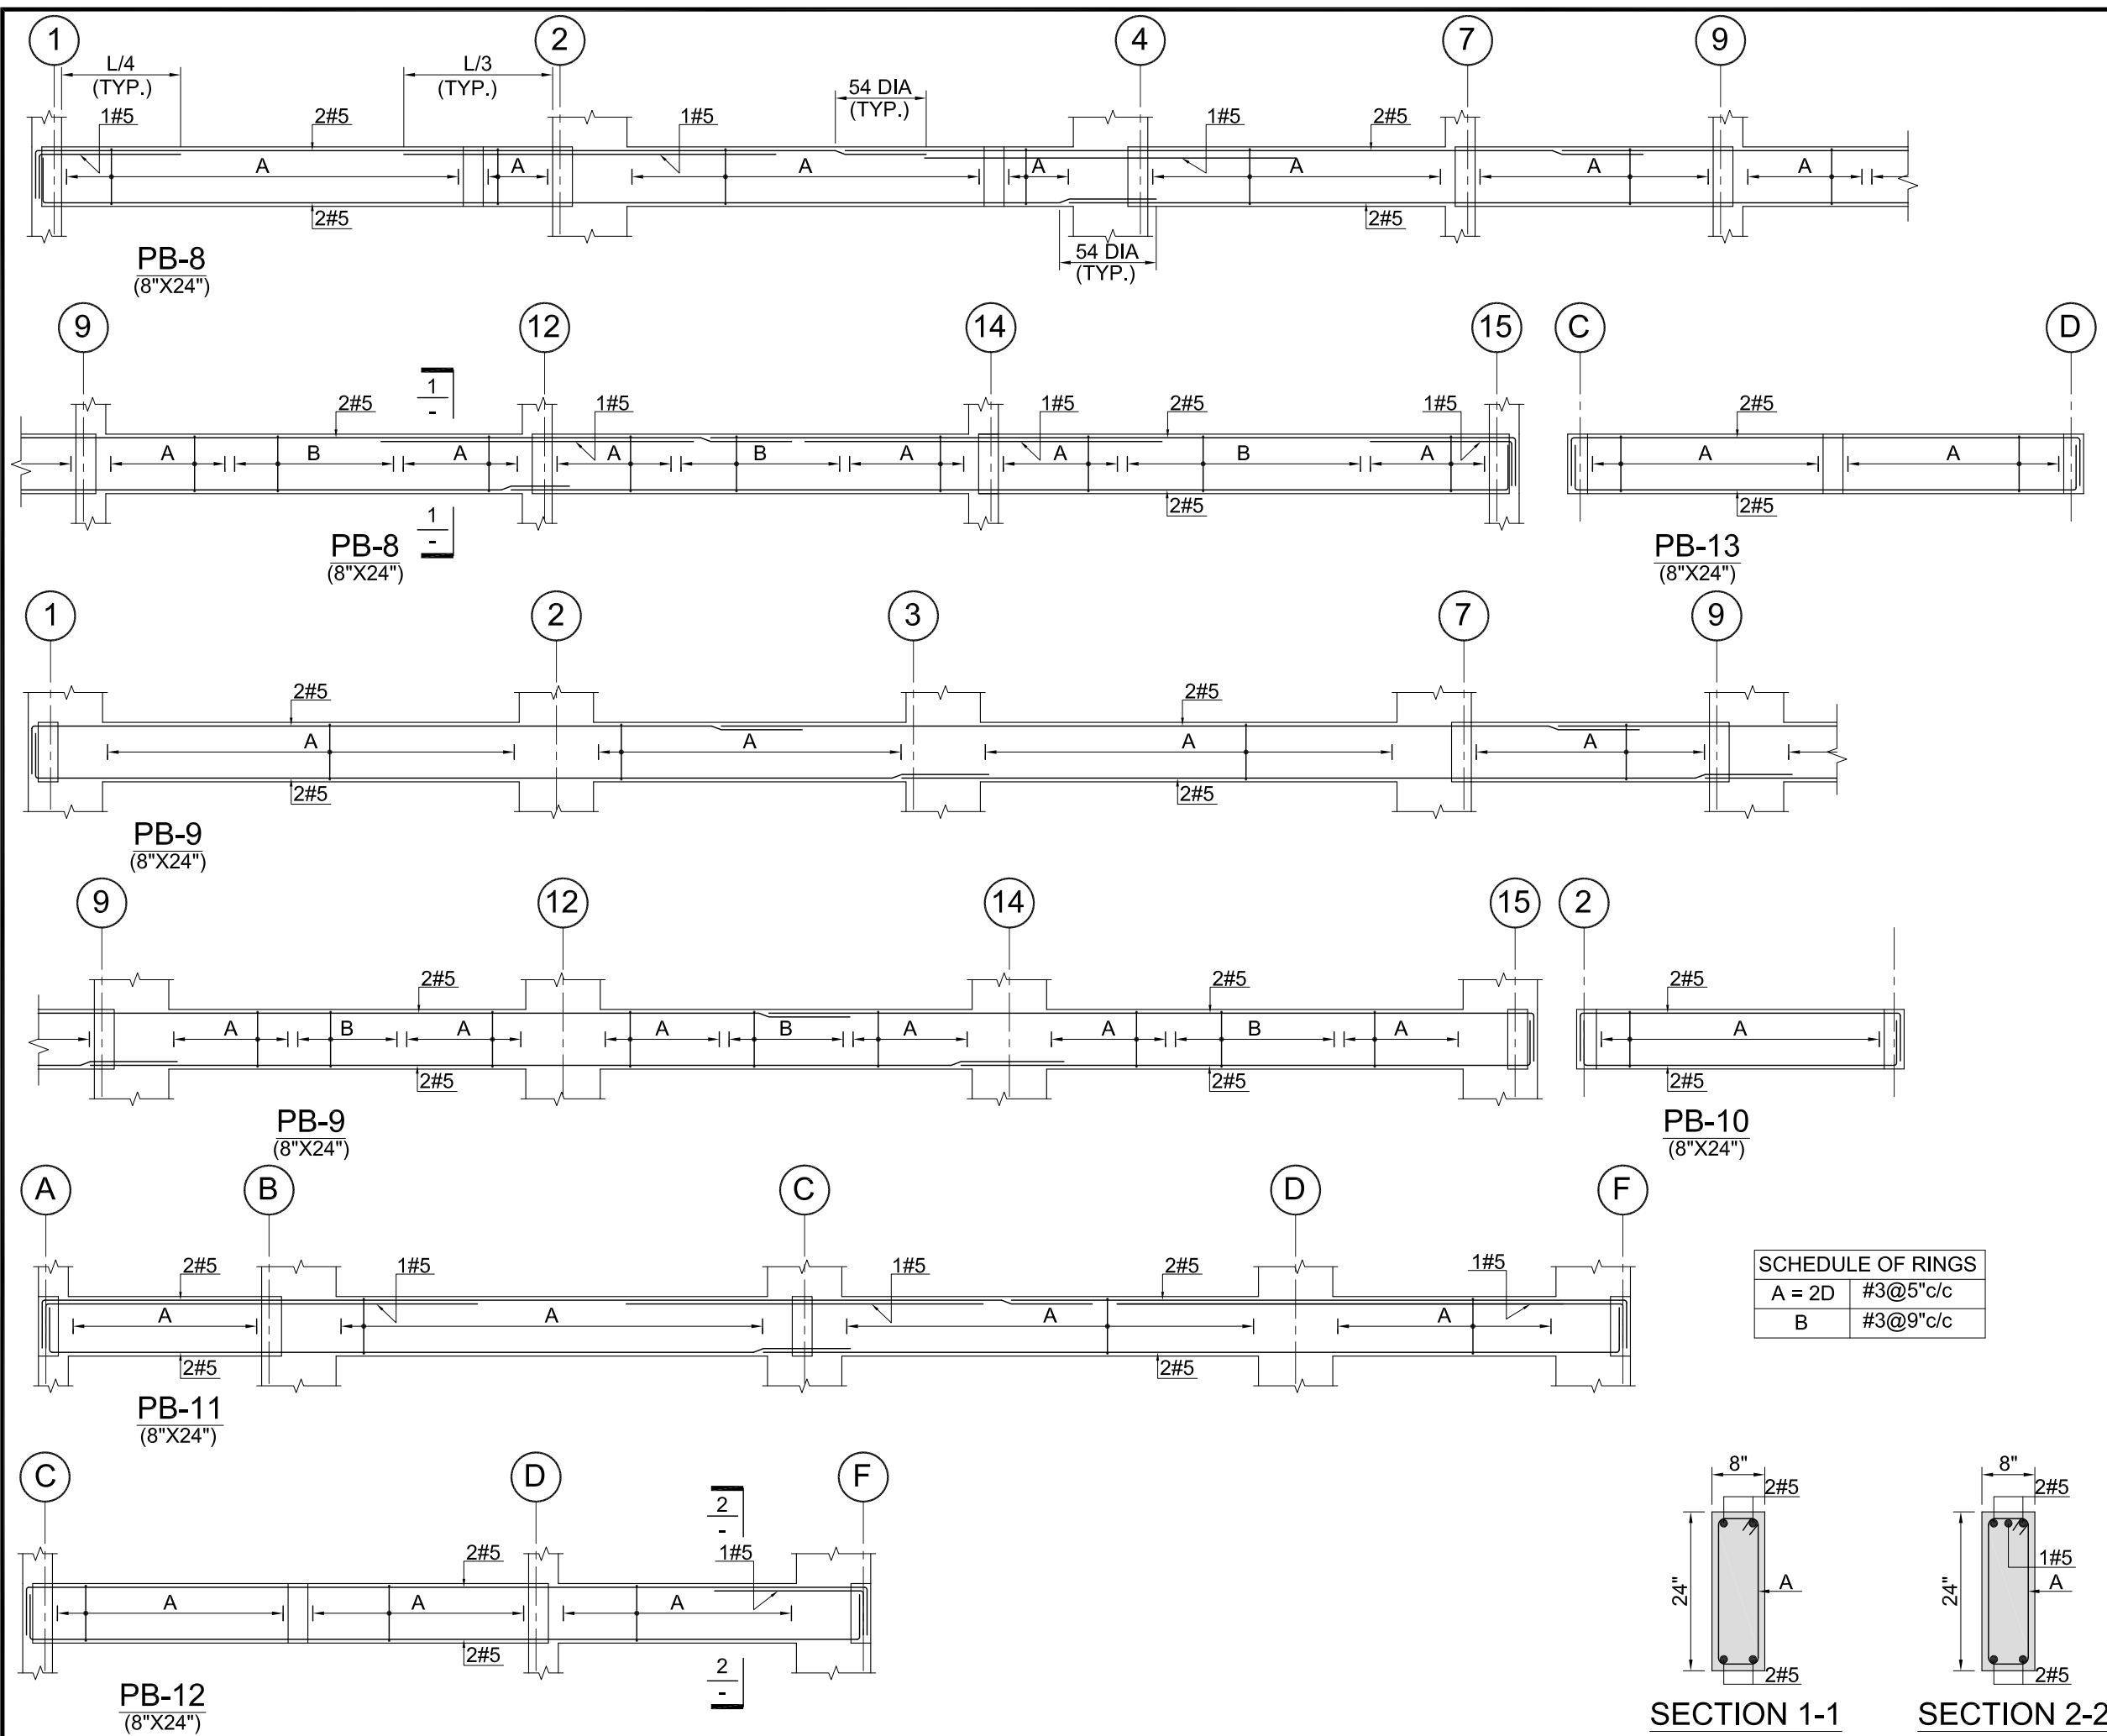 1 2 4 7 9
L/4 L/3
(TYP.) (TYP.) 54 DIA
(TYP.)
1#5 2#5 1#5 1#5 2#5
A A A A A A A
2#5 2#5
54 DIA
(TYP.)
PB-8
(8"X24")
9 12 14 15 C D
1
-
2#5 1#5 1#5 2#5 1#5 2#5
A B A A B A A B A A A
2#5 2#5
1
-
PB-8
(8"X24")
PB-13
(8"X24")
1 2 3 7 9
2#5 2#5
A A A A
2#5 2#5
PB-9
(8"X24")
9 12 14 15 2
2#5 2#5 2#5
A B A A B A A B A A
2#5 2#5 2#5
PB-9
(8"X24")
PB-10
(8"X24")
A B C D F
2#5 1#5 1#5 2#5 1#5
A A A A
2#5 2#5
PB-11
(8"X24")
SCHEDULE OF RINGS
A = 2D #3@5"c/c
B #3@9"c/c
C D F
2
-
2#5 1#5
A A A
2#5
2
-
PB-12
(8"X24")
8"
2#5
24"
A
2#5
SECTION 1-1
8"
2#5
1#5
24"
A
2#5
SECTION 2-2